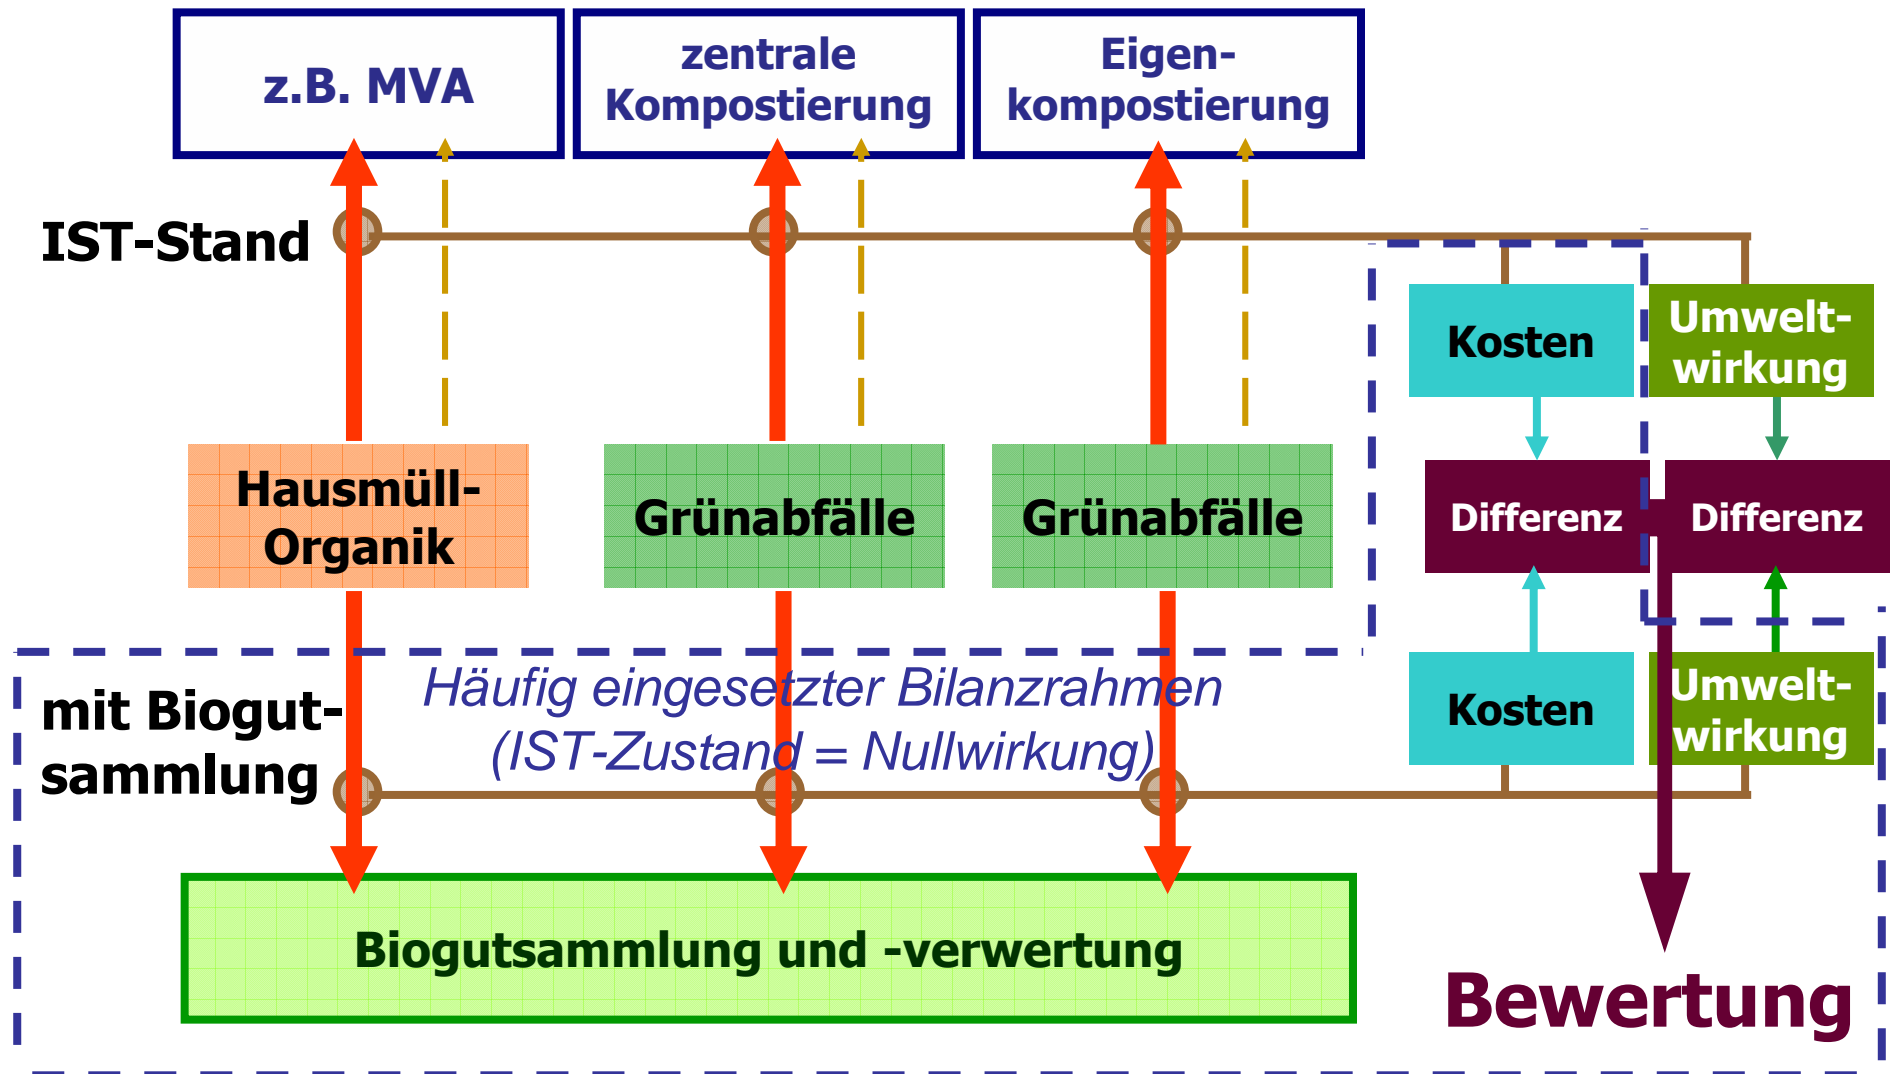 z.B. MVA
zentrale
Kompostierung
Eigen-
kompostierung
IST-Stand
Kosten
Umwelt-
wirkung
Hausmüll-
Organik
Grünabfälle
Grünabfälle
Differenz
Differenz
mit Biogut-
sammlung
Häufig eingesetzter Bilanzrahmen
(IST-Zustand = Nullwirkung)
Kosten
Umwelt-
wirkung
Biogutsammlung und -verwertung
Bewertung